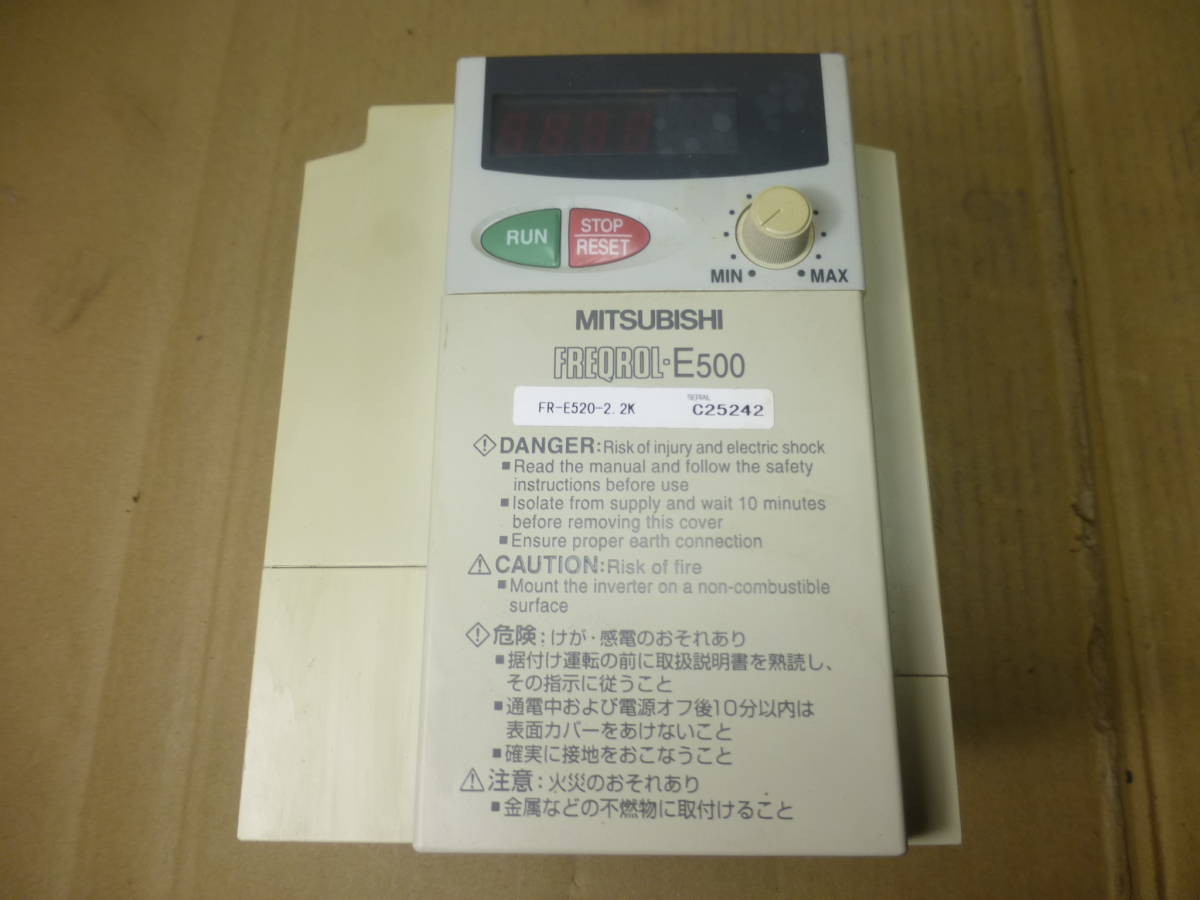 RUN
STOP
RESET
MIN
MAX
MITSUBISHI
FREQROL-E500
SERIAL
FR-E520-2.2K C25242
DANGER:Risk of injury and electric shock
■Read the manual and follow the safety
instructions before use
■Isolate from supply and wait 10 minutes
before removing this cover
■Ensure proper earth connection
CAUTION:Risk of fire
■Mount the inverter on a non-combustible
surface
危険:けが・感電のおそれあり
■据付け運転の前に取扱説明書を熟読し、
その指示に従うこと
■通電中および電源オフ後10分以内は
表面カバーをあけないこと
■確実に接地をおこなうこと
注意:火災のおそれあり
■金属などの不燃物に取付けること